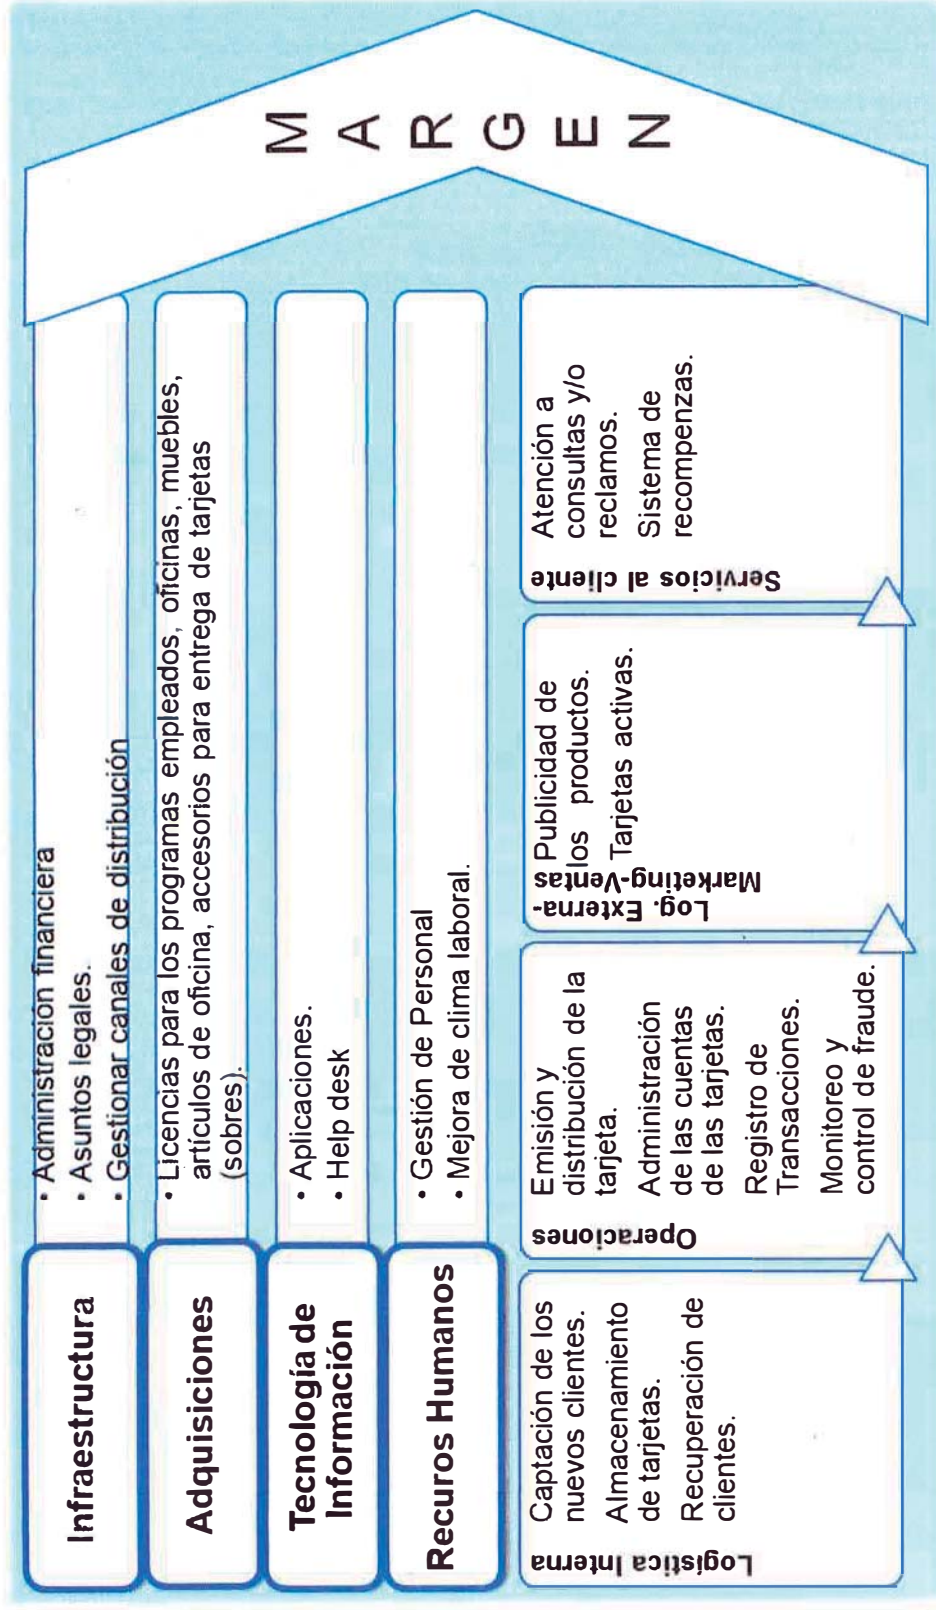 Infraestructura
• Administración financiera
• Asuntos legales.
• Gestionar canales de distribución
Adquisiciones
• Licencias para los programas empleados, oficinas, muebles,
artículos de oficina, accesorios para entrega de tarjetas
(sobres).
Tecnología de
Información
• Aplicaciones.
• Help desk
Recuros Humanos
• Gestión de Personal
• Mejora de clima laboral.
Logística Interna
Captación de los
nuevos clientes.
Almacenamiento
de tarjetas.
Recuperación de
clientes.
Operaciones
Emisión y
distribución de la
tarjeta.
Administración
de las cuentas
de las tarjetas.
Registro de
Transacciones.
Monitoreo y
control de fraude.
Log. Externa-
Marketing-Ventas
Publicidad de
los productos.
Tarjetas activas.
Servicios al cliente
Atención a
consultas y/o
reclamos.
Sistema de
recompenzas.
MARGEN